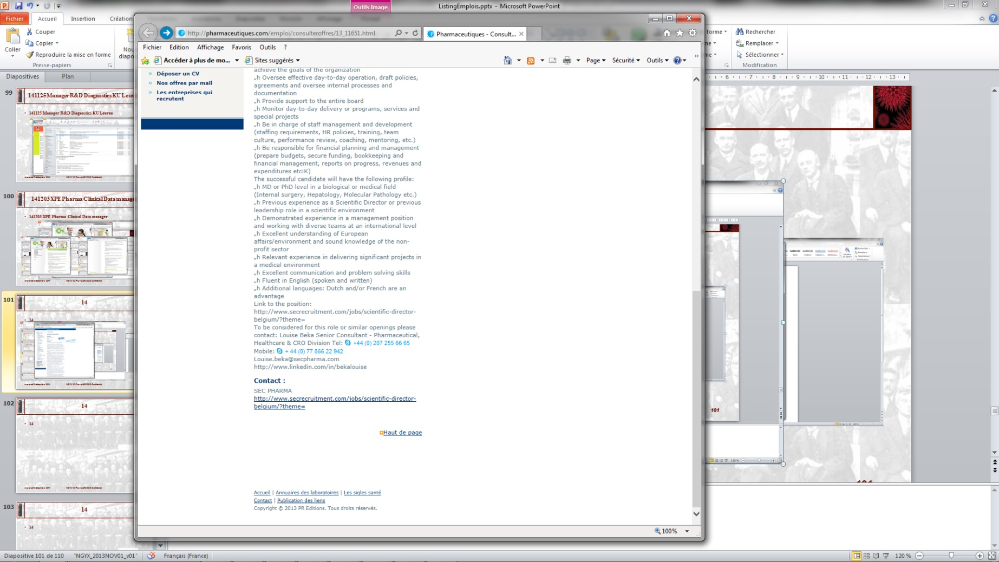 ListingEmplois.pptx - Microsoft PowerPoint
Outils Image
Fichier
Accueil
Insertion
Création
Coller
Couper
Copier
Reproduire la mise en forme
Presse-papiers
Rechercher
Remplacer
Sélectionner
Modification
Diapositives
Plan
99
141125 Manager R&D Diagnostics KU Leuv
141125 Manager R&D Diagnostics KU Leuven
100
141203 XPE Pharma Clinical Data manag
141203 XPE Pharma Clinical Data manager
101
14
14
102
14
14
103
14
14
http://pharmaceutiques.com/emploi/consulteroffres/13_11651.html
Pharmaceutiques - Consult...
Fichier Edition Affichage Favoris Outils ?
Accéder à plus de mo...
Sites suggérés
Page
Sécurité
Outils
Déposer un CV
Nos offres par mail
Les entreprises qui
recrutent
achieve the goals of the organization
„h Oversee effective day-to-day operation, draft policies,
agreements and oversee internal processes and
documentation
„h Provide support to the entire board
„h Monitor day-to-day delivery or programs, services and
special projects
„h Be in charge of staff management and development
(staffing requirements, HR policies, training, team
culture, performance review, coaching, mentoring, etc.)
„h Be responsible for financial planning and management
(prepare budgets, secure funding, bookkeeping and
financial management, reports on progress, revenues and
expenditures etciK)
The successful candidate will have the following profile:
„h MD or PhD level in a biological or medical field
(Internal surgery, Hepatology, Molecular Pathology etc.)
„h Previous experience as a Scientific Director or previous
leadership role in a scientific environment
„h Demonstrated experience in a management position
and working with diverse teams at an international level
„h Excellent understanding of European
affairs/environment and sound knowledge of the non-
profit sector
„h Relevant experience in delivering significant projects in
a medical environment
„h Excellent communication and problem solving skills
„h Fluent in English (spoken and written)
„h Additional languages: Dutch and/or French are an
advantage
Link to the position:
http://www.secrecruitment.com/jobs/scientific-director-
belgium/?theme=
To be considered for this role or similar openings please
contact: Louise Beka Senior Consultant - Pharmaceutical,
Healthcare & CRO Division Tel: +44 (0) 207 255 66 65
Mobile: + 44 (0) 77 866 22 942
Louise.beka@secpharma.com
http://www.linkedin.com/in/bekalouise
Contact :
SEC PHARMA
http://www.secrecruitment.com/jobs/scientific-director-
belgium/?theme=
Haut de page
Accueil | Annuaires des laboratoires | Les sigles santé
Contact | Publication des liens
Copyright © 2013 PR Editions. Tous droits réservés.
100%
101
Diapositive 101 de 110
"NGYX_2013NOV01_v01"
Français (France)
120 %